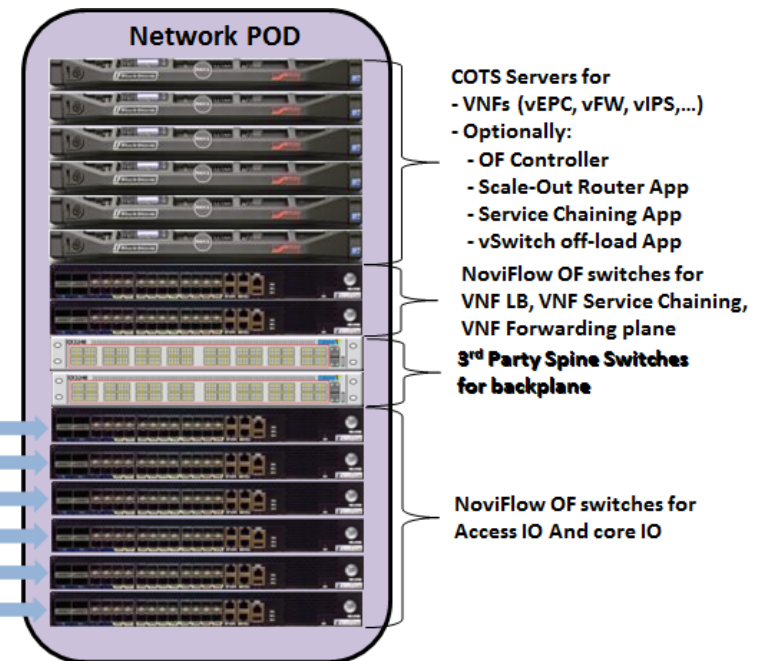 Network POD
COTS Servers for
- VNFs (vEPC, vFW, vIPS,...)
- Optionally:
- OF Controller
- Scale-Out Router App
- Service Chaining App
- vSwitch off-load App
NoviFlow OF switches for
VNF LB, VNF Service Chaining,
VNF Forwarding plane
3rd Party Spine Switches
for backplane
NoviFlow OF switches for
Access IO And core IO